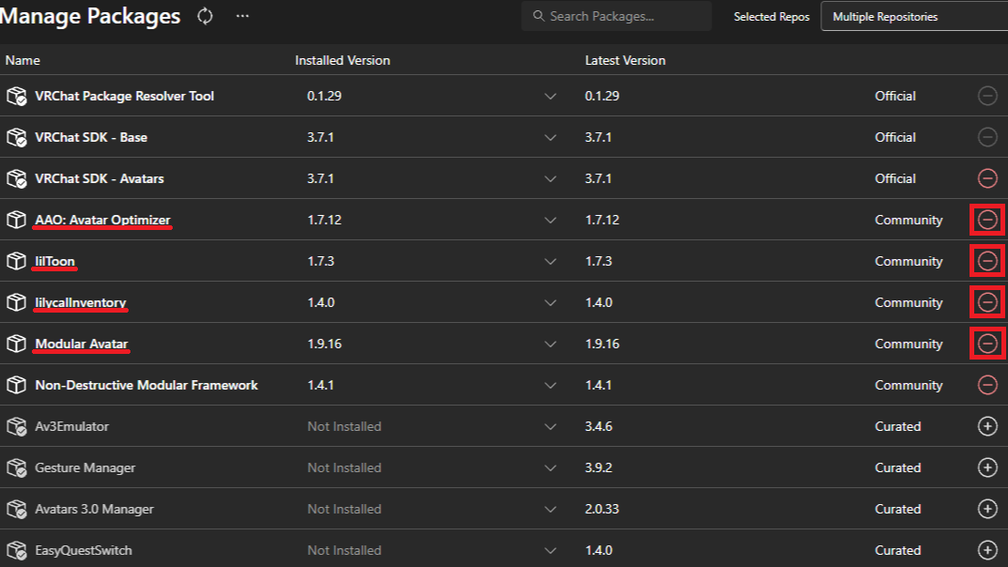 Manage Packages ... Search Packages... Selected Repos Multiple Repositories
Name Installed Version Latest Version
VRChat Package Resolver Tool 0.1.29 0.1.29 Official
VRChat SDK - Base 3.7.1 3.7.1 Official
VRChat SDK - Avatars 3.7.1 3.7.1 Official
AAO: Avatar Optimizer 1.7.12 1.7.12 Community
lilToon 1.7.3 1.7.3 Community
lilycalInventory 1.4.0 1.4.0 Community
Modular Avatar 1.9.16 1.9.16 Community
Non-Destructive Modular Framework 1.4.1 1.4.1 Community
Av3Emulator Not Installed 3.4.6 Curated
Gesture Manager Not Installed 3.9.2 Curated
Avatars 3.0 Manager Not Installed 2.0.33 Curated
EasyQuestSwitch Not Installed 1.4.0 Curated